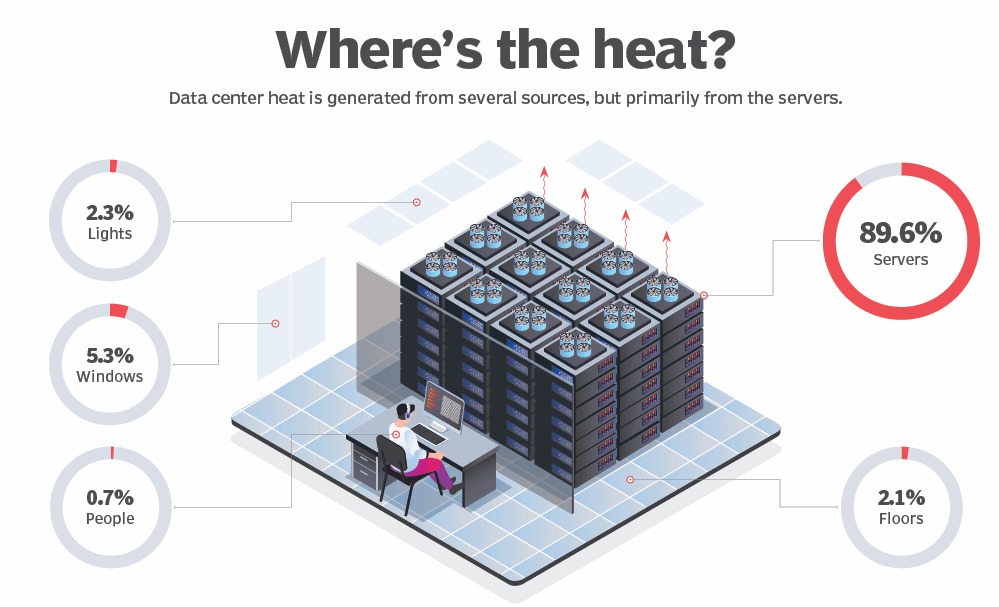 Where's the heat?
Data center heat is generated from several sources, but primarily from the servers.
2.3%
Lights
5.3%
Windows
0.7%
People
89.6%
Servers
2.1%
Floors